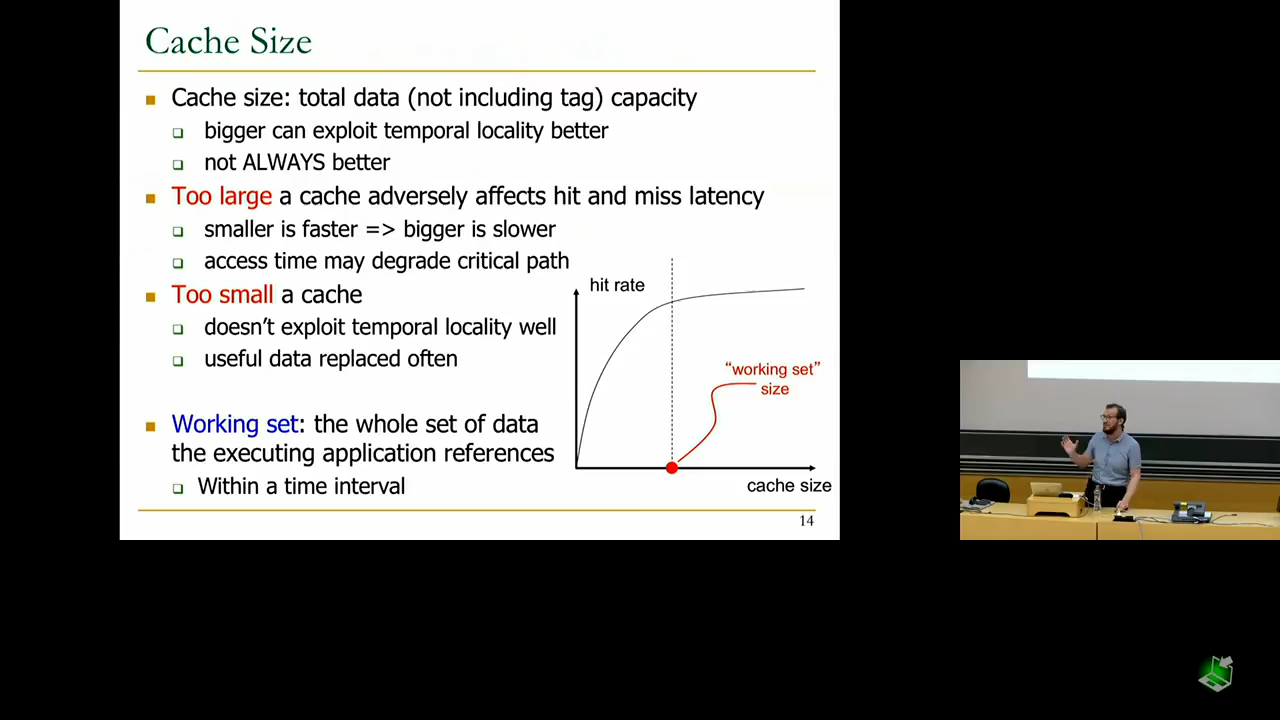 Cache Size
Cache size: total data (not including tag) capacity
bigger can exploit temporal locality better
not ALWAYS better
Too large a cache adversely affects hit and miss latency
smaller is faster => bigger is slower
access time may degrade critical path
Too small a cache
doesn't exploit temporal locality well
useful data replaced often
Working set: the whole set of data
the executing application references
Within a time interval
hit rate
"working set"
size
cache size
14